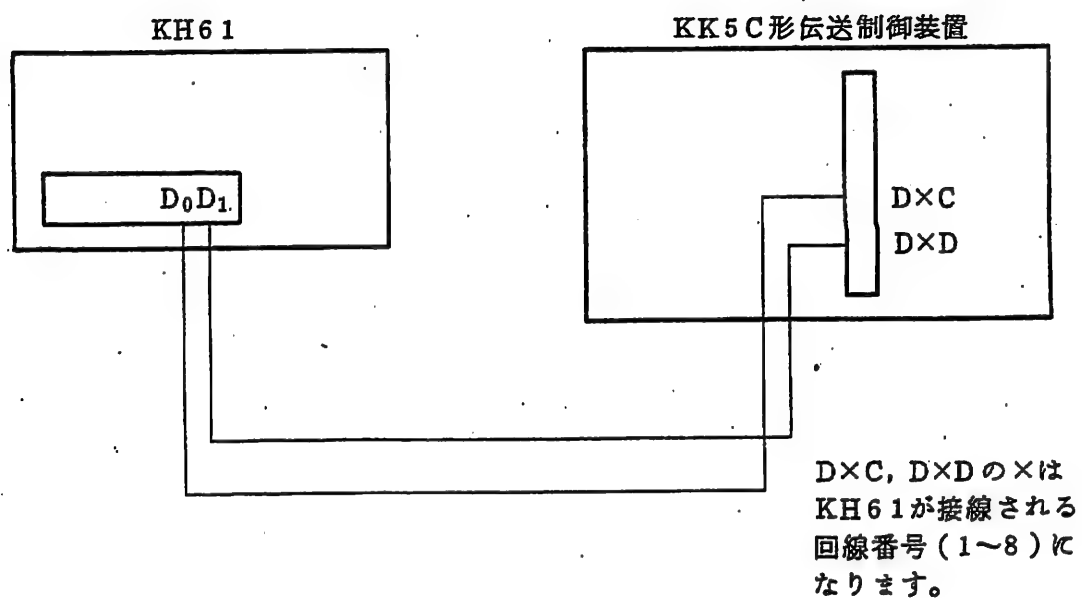 KH61
KK5C形伝送制御装置
D₀D₁
D×C
D×D
D×C, D×Dの×は
KH61が接線される
回線番号(1〜8)に
なります。